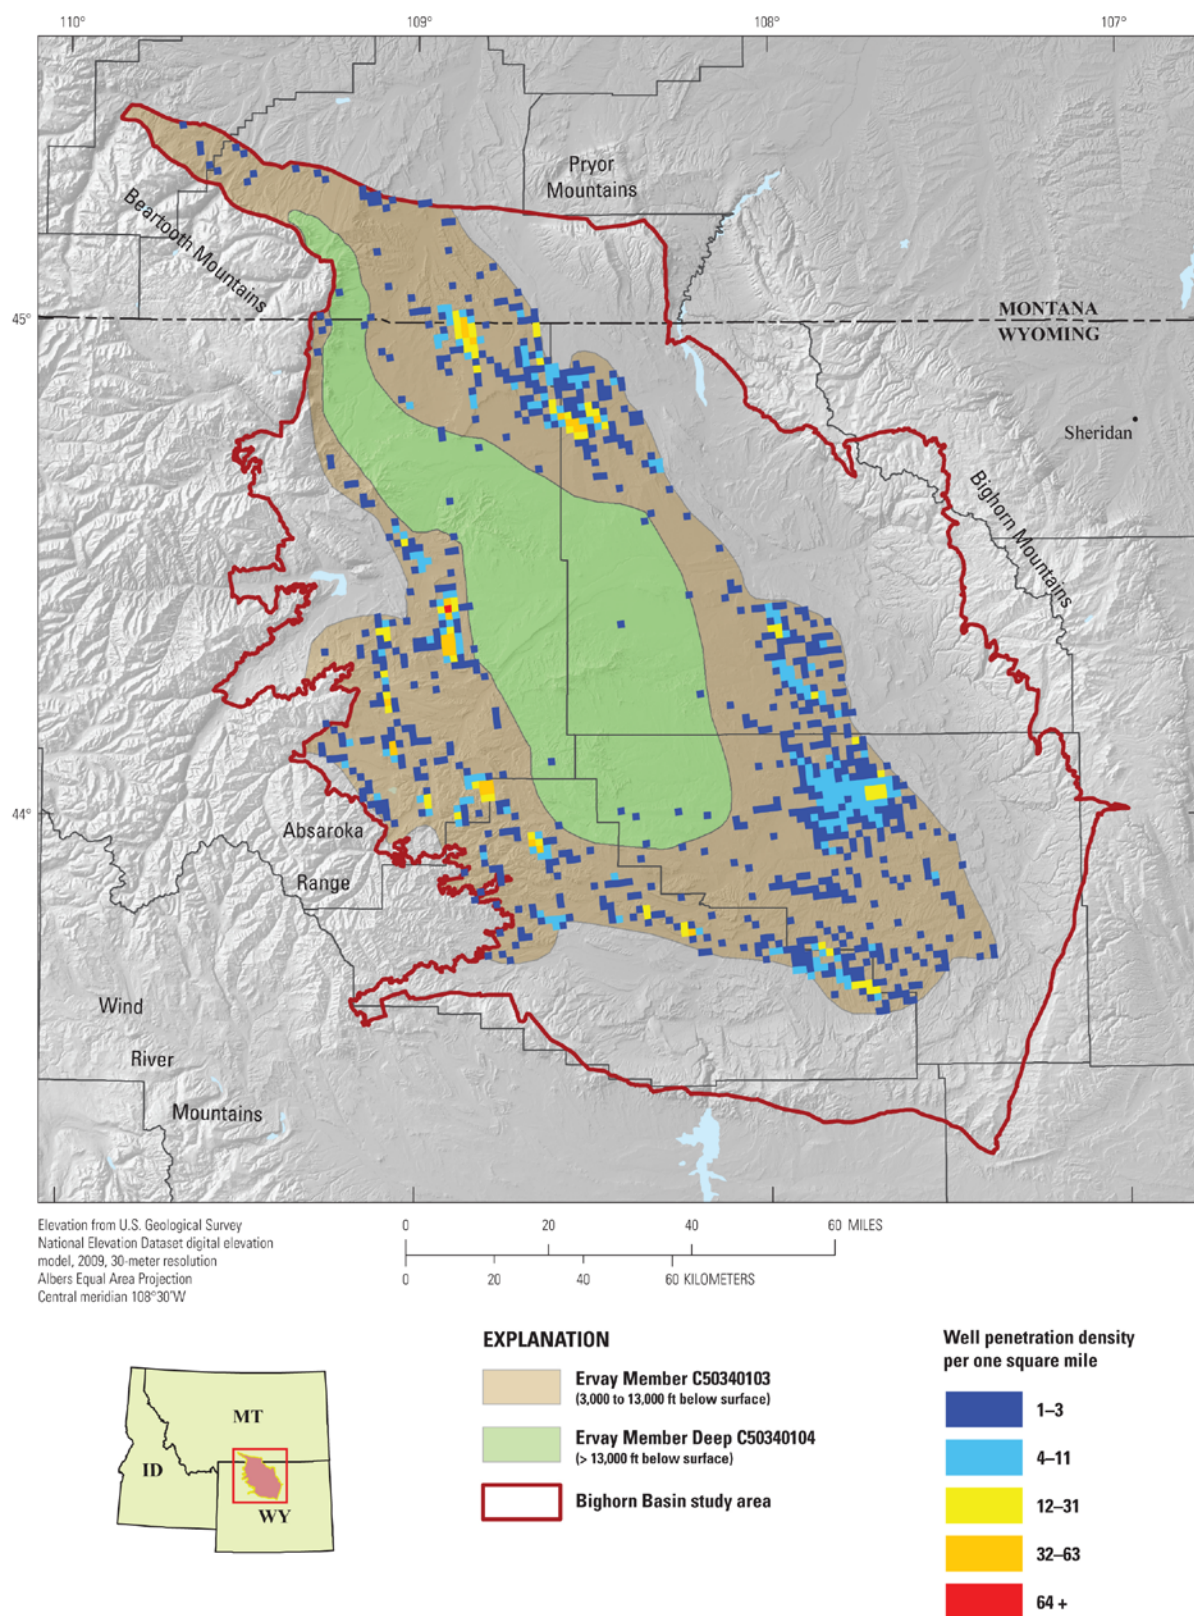 110°
109°
108°
107°
Pryor
Mountains
Beartooth Mountains
45°
MONTANA
WYOMING
Sheridan
Bighorn Mountains
44°
Absaroka
Range
Wind
River
Mountains
Elevation from U.S. Geological Survey
National Elevation Dataset digital elevation
model, 2009, 30-meter resolution
Albers Equal Area Projection
Central meridian 108°30'W
0 20 40 60 MILES
0 20 40 60 KILOMETERS
EXPLANATION
Ervay Member C50340103
(3,000 to 13,000 ft below surface)
Ervay Member Deep C50340104
(> 13,000 ft below surface)
Bighorn Basin study area
Well penetration density
per one square mile
1–3
4–11
12–31
32–63
64 +
MT
ID
WY